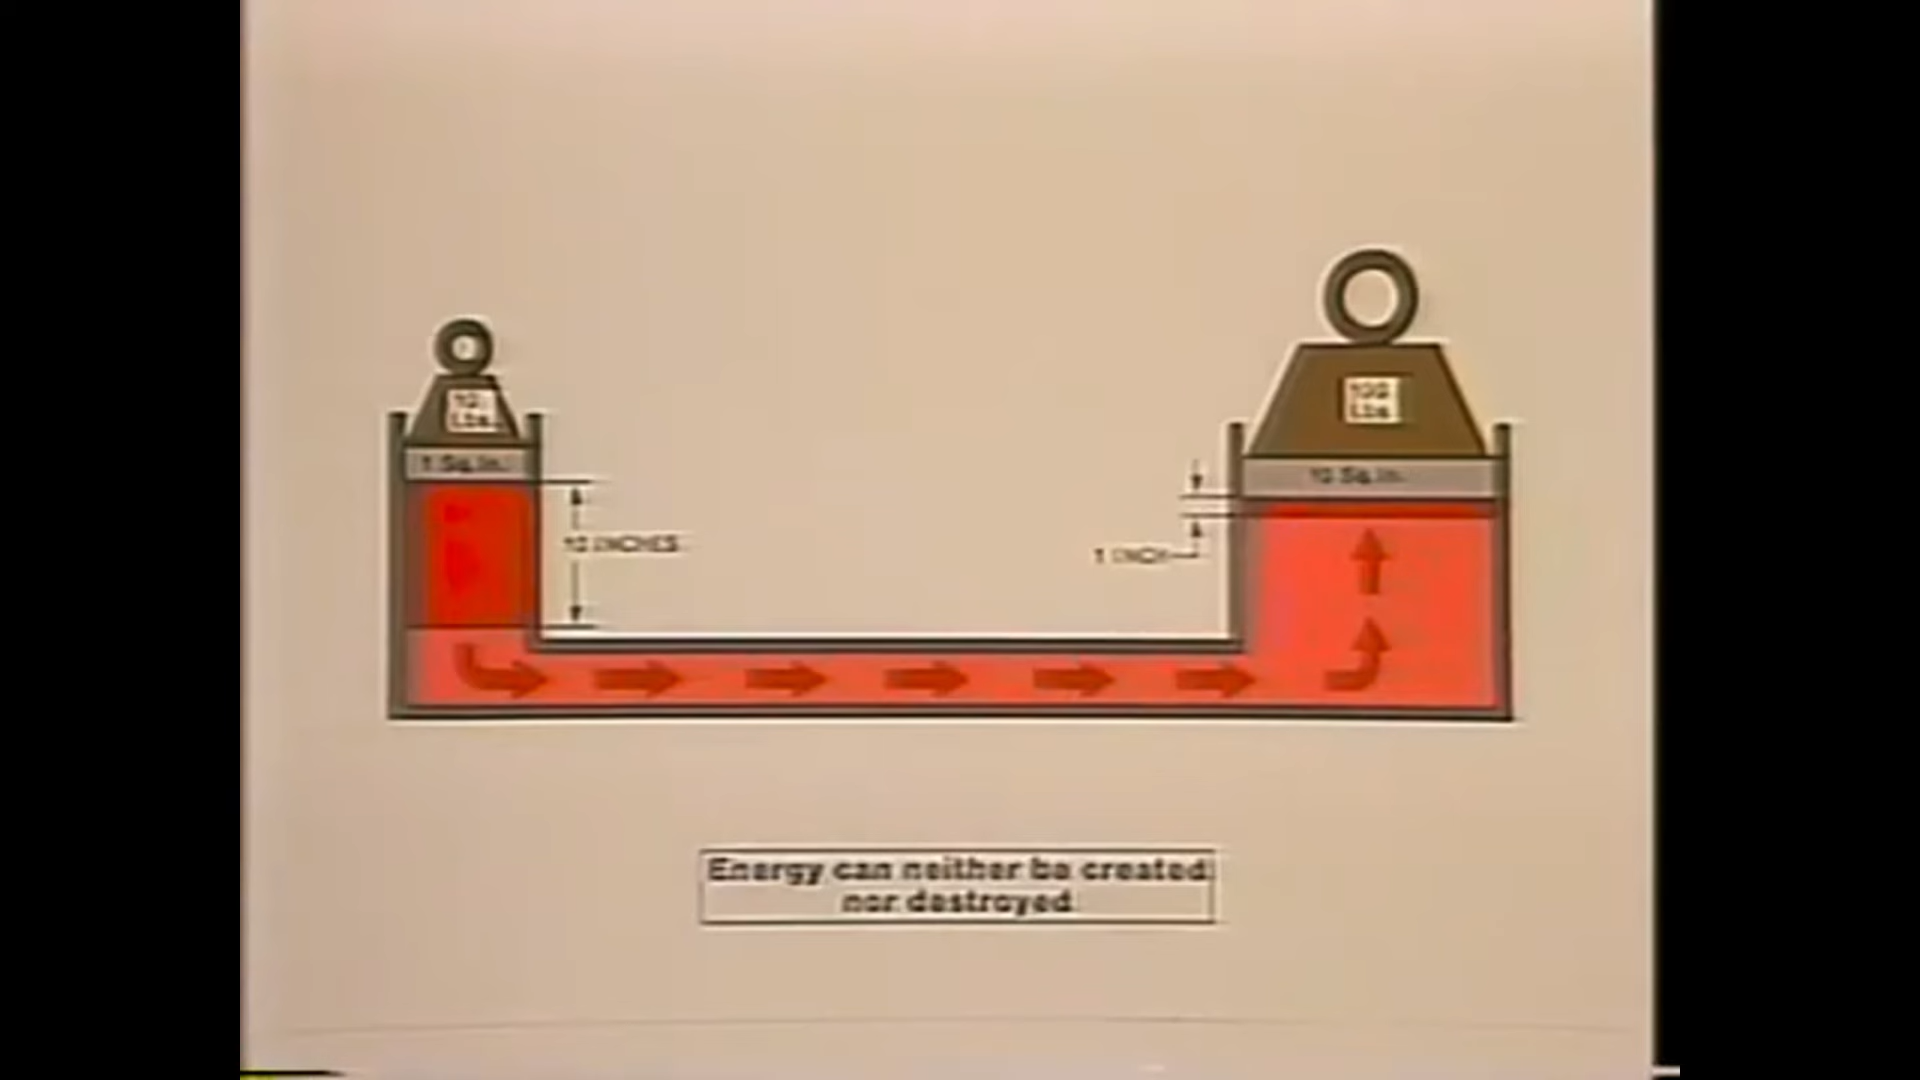 10
Lbs.
1 Sq.In.
10 INCHES
100
Lbs.
10 Sq.In.
1 INCH
Energy can neither be created
nor destroyed